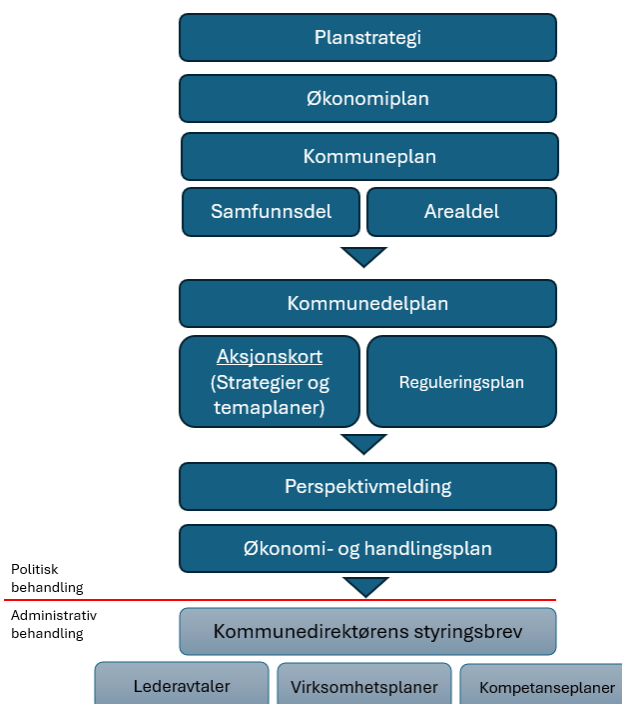 Planstrategi
Økonomiplan
Kommuneplan
Samfunnsdel
Arealdel
Kommunedelplan
Aksjonskort
(Strategier og
temaplaner)
Reguleringsplan
Perspektivmelding
Økonomi- og handlingsplan
Politisk
behandling
Administrativ
behandling
Kommunedirektørens styringsbrev
Lederavtaler
Virksomhetsplaner
Kompetanseplaner